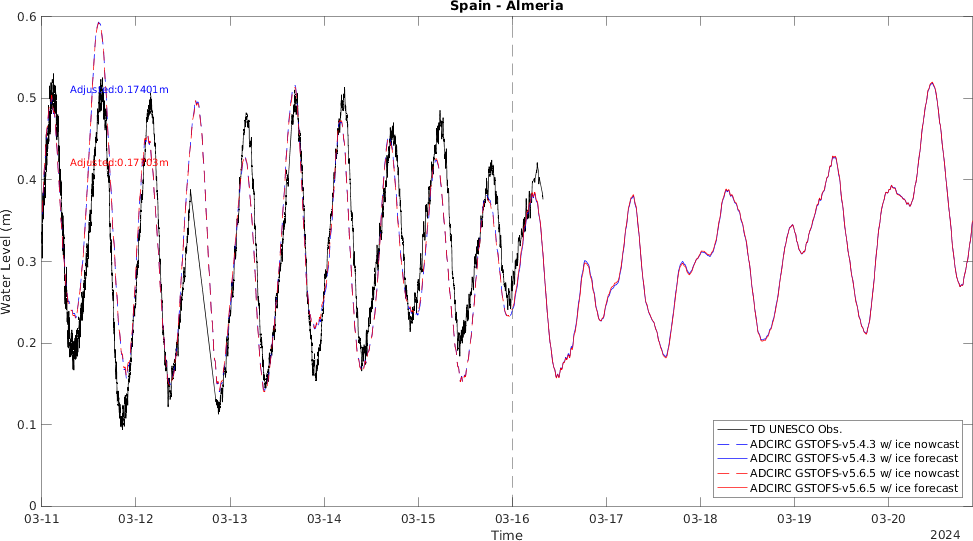 Spain - Almeria
0.6
0.5
0.4
0.3
0.2
0.1
0
Water Level (m)
Adjusted:0.17401m
Adjusted:0.17103m
TD UNESCO Obs.
ADCIRC GSTOFS-v5.4.3 w/ ice nowcast
ADCIRC GSTOFS-v5.4.3 w/ ice forecast
ADCIRC GSTOFS-v5.6.5 w/ ice nowcast
ADCIRC GSTOFS-v5.6.5 w/ ice forecast
03-11 03-12 03-13 03-14 03-15 03-16 03-17 03-18 03-19 03-20
Time
2024